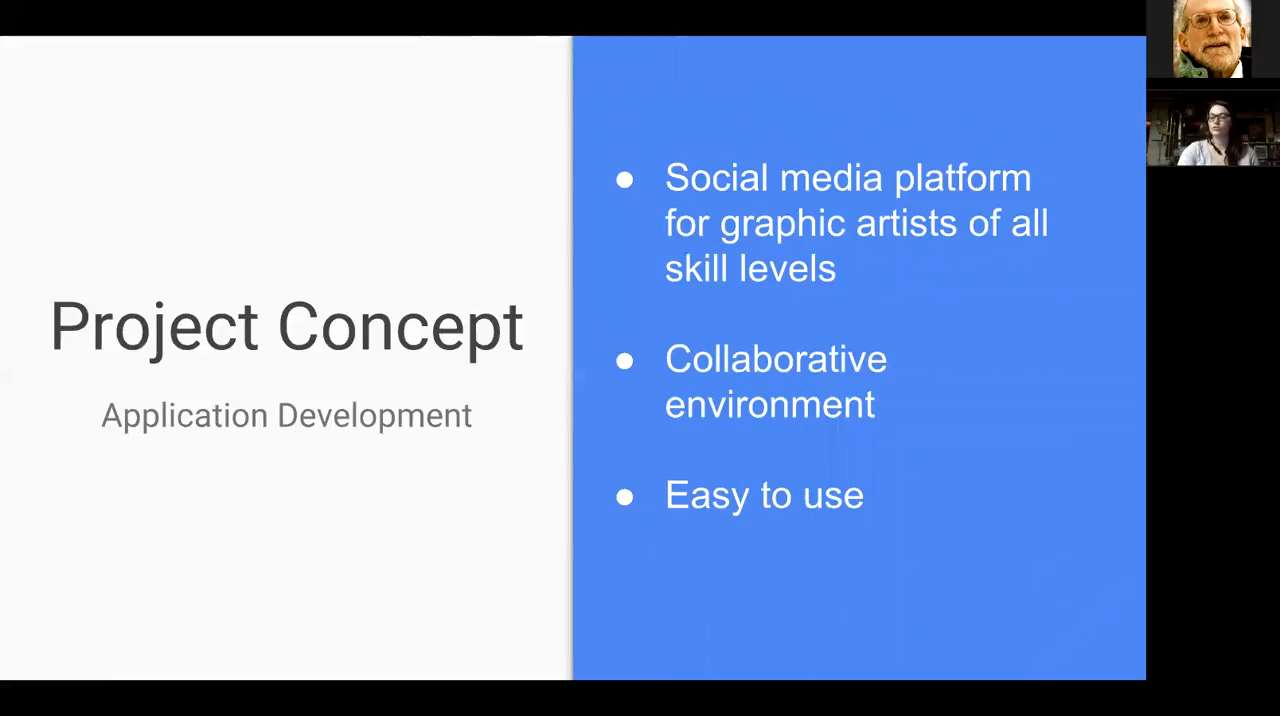 Project Concept
Application Development
● Social media platform
for graphic artists of all
skill levels
● Collaborative
environment
● Easy to use